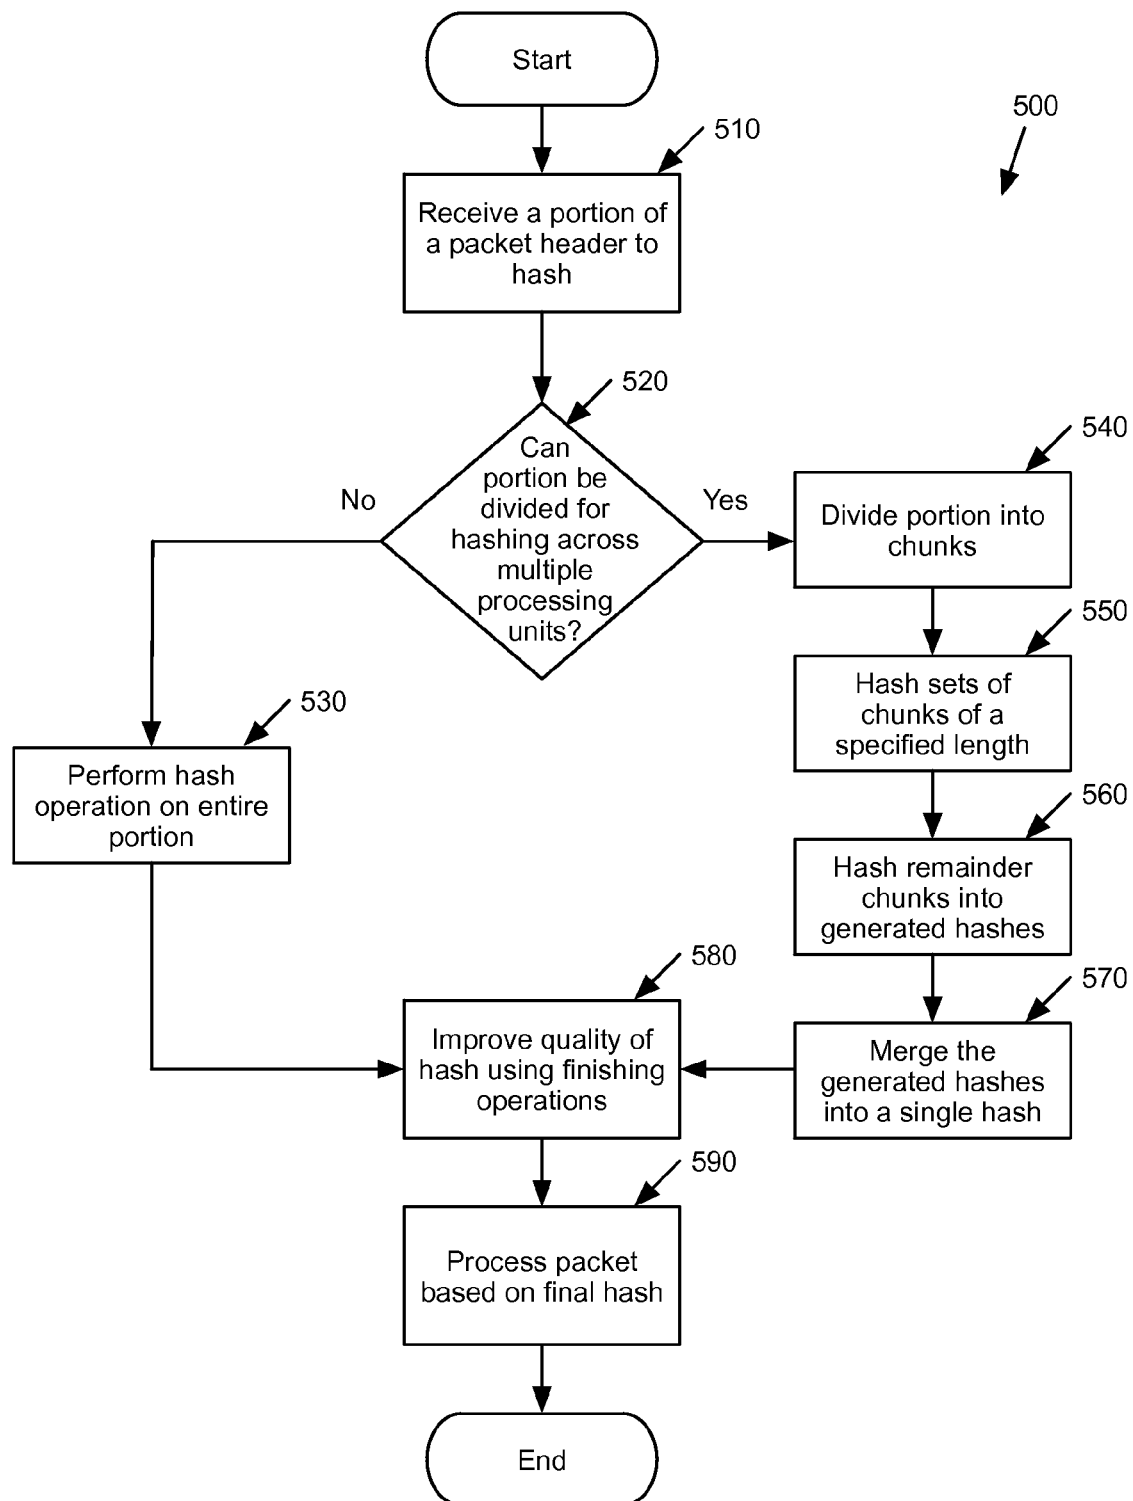 Start
500
510
Receive a portion of
a packet header to
hash
520
Can
portion be
divided for
hashing across
multiple
processing
units?
No
Yes
540
Divide portion into
chunks
550
Hash sets of
chunks of a
specified length
530
Perform hash
operation on entire
portion
560
Hash remainder
chunks into
generated hashes
580
Improve quality of
hash using finishing
operations
570
Merge the
generated hashes
into a single hash
590
Process packet
based on final hash
End